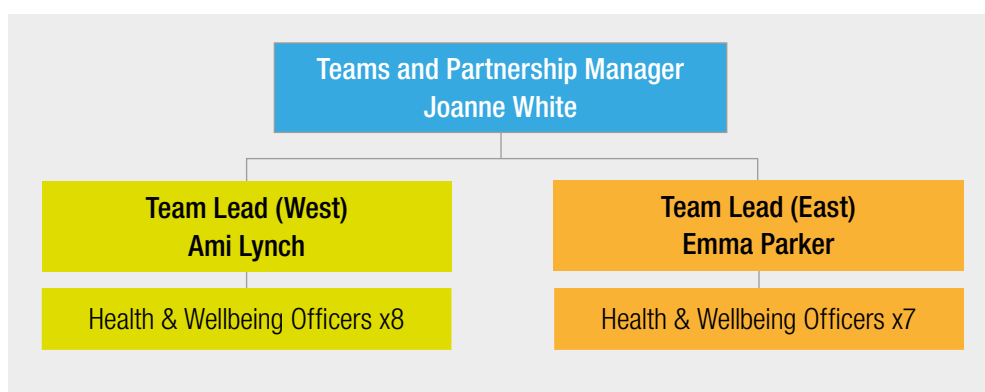 Teams and Partnership Manager
Joanne White
Team Lead (West)
Ami Lynch
Team Lead (East)
Emma Parker
Health & Wellbeing Officers x8
Health & Wellbeing Officers x7